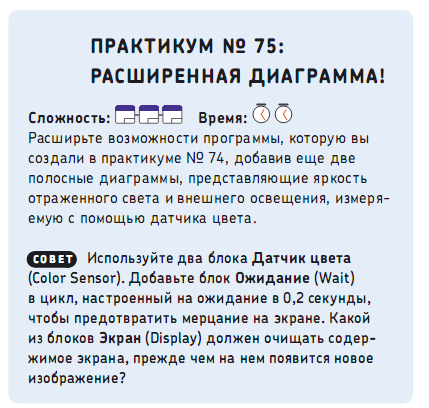 ПРАКТИКУМ № 75:
РАСШИРЕННАЯ ДИАГРАММА!
Сложность: Время:
Расширьте возможности программы, которую вы
создали в практикуме № 74, добавив еще две
полосные диаграммы, представляющие яркость
отраженного света и внешнего освещения, измеря-
емую с помощью датчика цвета.
СОВЕТ Используйте два блока Датчик цвета
(Color Sensor). Добавьте блок Ожидание (Wait)
в цикл, настроенный на ожидание в 0,2 секунды,
чтобы предотвратить мерцание на экране. Какой
из блоков Экран (Display) должен очищать содер-
жимое экрана, прежде чем на нем появится новое
изображение?